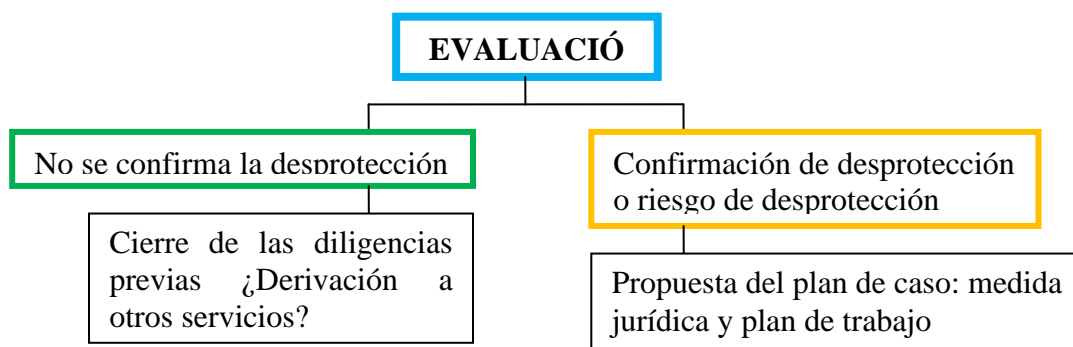 EVALUACIÓ
No se confirma la desprotección
Cierre de las diligencias
previas ¿Derivación a
otros servicios?
Confirmación de desprotección
o riesgo de desprotección
Propuesta del plan de caso: medida
jurídica y plan de trabajo